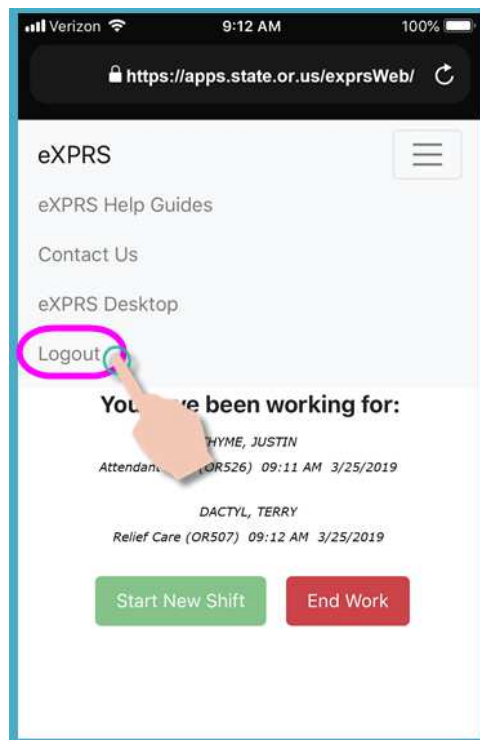 Verizon 9:12 AM 100%
https://apps.state.or.us/exprsWeb/
eXPRS
eXPRS Help Guides
Contact Us
eXPRS Desktop
Logout
You been working for:
THYME, JUSTIN
Attendant (OR526) 09:11 AM 3/25/2019
DACTYL, TERRY
Relief Care (OR507) 09:12 AM 3/25/2019
Start New Shift End Work